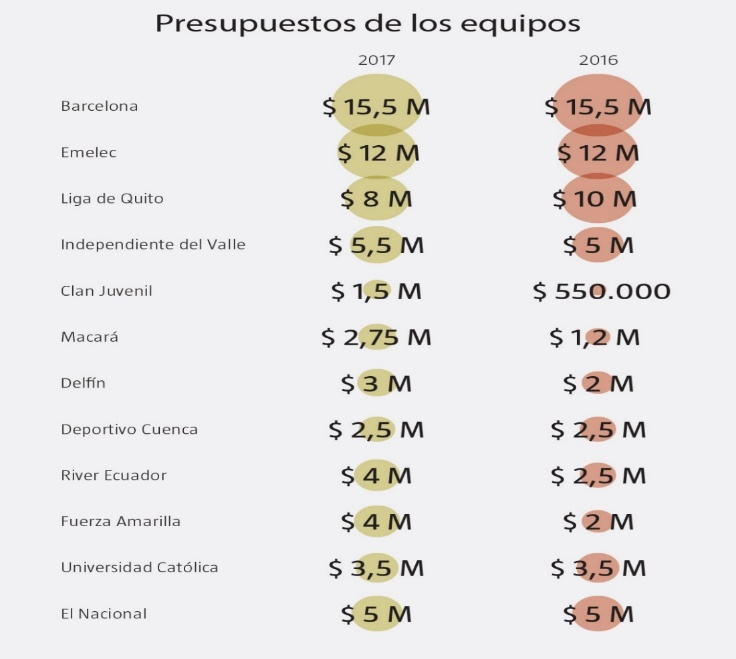 Presupuestos de los equipos
2017 2016
Barcelona $ 15,5 M $ 15,5 M
Emelec $ 12 M $ 12 M
Liga de Quito $ 8 M $ 10 M
Independiente del Valle $ 5,5 M $ 5 M
Clan Juvenil $ 1,5 M $ 550.000
Macará $ 2,75 M $ 1,2 M
Delfín $ 3 M $ 2 M
Deportivo Cuenca $ 2,5 M $ 2,5 M
River Ecuador $ 4 M $ 2,5 M
Fuerza Amarilla $ 4 M $ 2 M
Universidad Católica $ 3,5 M $ 3,5 M
El Nacional $ 5 M $ 5 M